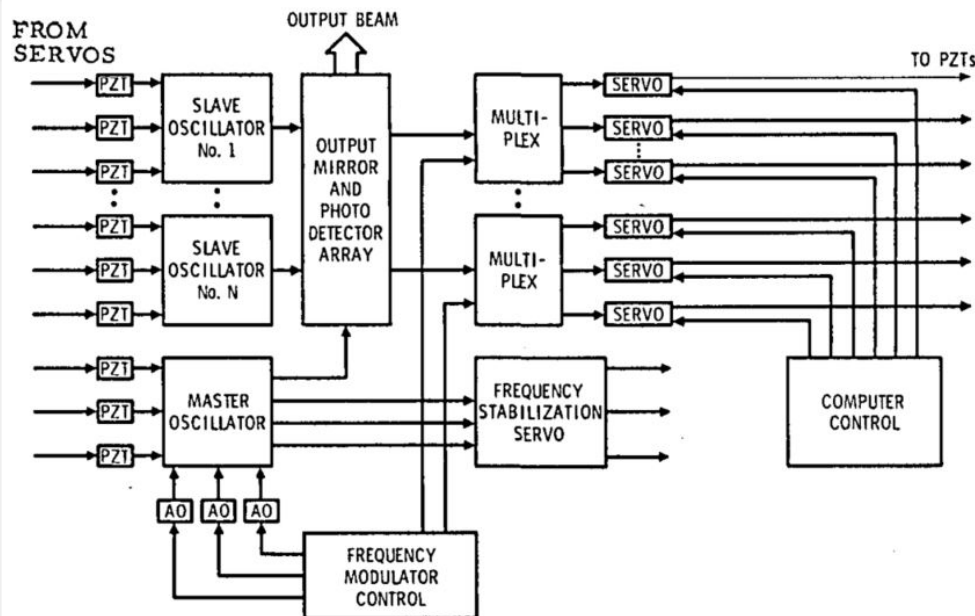 OUTPUT BEAM
FROM
SERVOS
TO PZTs
PZT
PZT
PZT
SLAVE
OSCILLATOR
No. 1
PZT
PZT
PZT
SLAVE
OSCILLATOR
No. N
OUTPUT
MIRROR
AND
PHOTO
DETECTOR
ARRAY
MULTI-
PLEX
SERVO
SERVO
SERVO
MULTI-
PLEX
SERVO
SERVO
SERVO
PZT
PZT
PZT
MASTER
OSCILLATOR
FREQUENCY
STABILIZATION
SERVO
COMPUTER
CONTROL
AO
AO
AO
FREQUENCY
MODULATOR
CONTROL